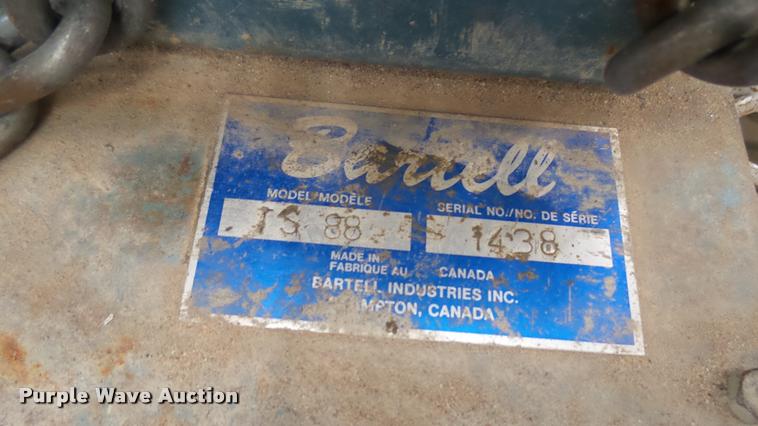 Bartell
MODEL/MODÈLE
SERIAL NO./NO. DE SÉRIE
TS 88
1438
MADE IN
FABRIQUÉ AU CANADA
BARTELL INDUSTRIES INC.
MPTON, CANADA
Purple Wave Auction